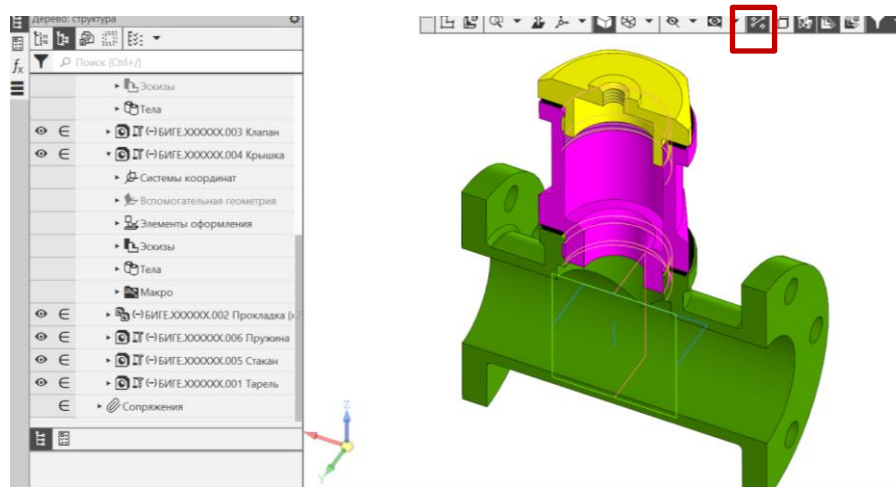 Дерево: структура
Поиск (Ctrl+/)
Эскизы
Тела
(-) БИГЕ.XXXXXX.003 Клапан
(-) БИГЕ.XXXXXX.004 Крышка
Системы координат
Вспомогательная геометрия
Элементы оформления
Эскизы
Тела
Макро
(-) БИГЕ.XXXXXX.002 Прокладка (x2
(-) БИГЕ.XXXXXX.006 Пружина
(-) БИГЕ.XXXXXX.005 Стакан
(-) БИГЕ.XXXXXX.001 Тарель
Сопряжения
Z
Y